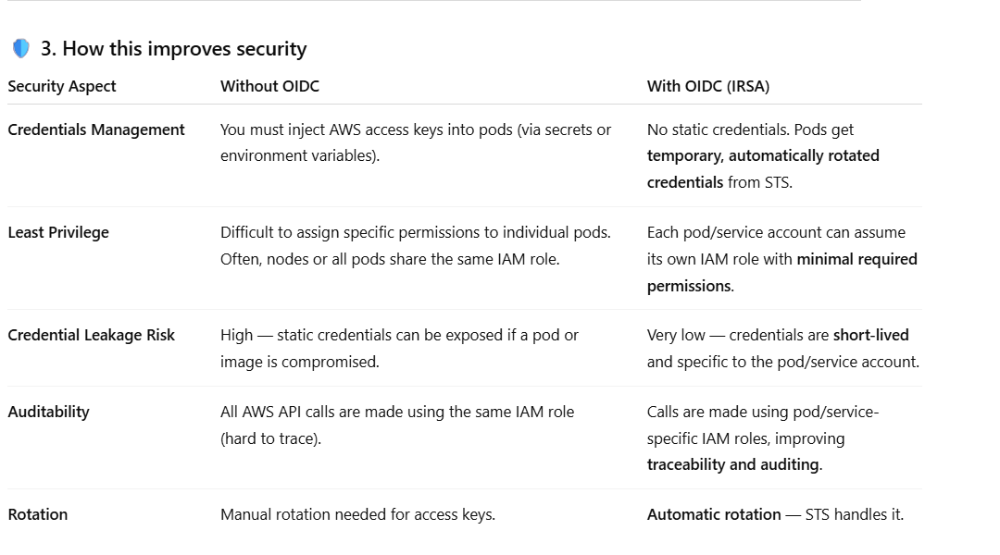 🛡️ 3. How this improves security
Security Aspect Without OIDC With OIDC (IRSA)
Credentials Management You must inject AWS access keys into pods (via secrets or No static credentials. Pods get
environment variables). temporary, automatically rotated
credentials from STS.
Least Privilege Difficult to assign specific permissions to individual pods. Each pod/service account can assume
Often, nodes or all pods share the same IAM role. its own IAM role with minimal required
permissions.
Credential Leakage Risk High — static credentials can be exposed if a pod or Very low — credentials are short-lived
image is compromised. and specific to the pod/service account.
Auditability All AWS API calls are made using the same IAM role Calls are made using pod/service-
(hard to trace). specific IAM roles, improving
traceability and auditing.
Rotation Manual rotation needed for access keys. Automatic rotation — STS handles it.